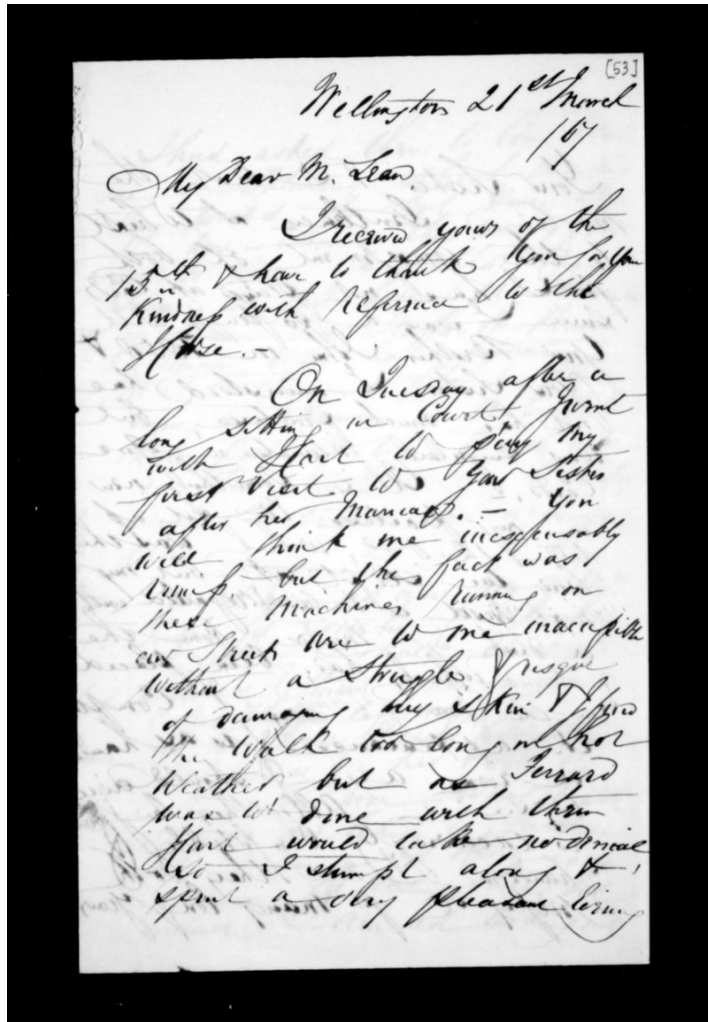 [53]
Wellington 21st March
/67
My Dear McLean.
I received yours of the
15th & have to thank you for your
Kindness with reference to the
Horse. –
On Tuesday after a
long sitting in Court I went
with Hart to pay my
first visit to your Sister
after her Marriage. – You
will think me inexcusably
remiss, but the fact was
these Machines running on
our Streets are to me inaccessible
without a struggle & risque
of damaging my skin & I find
the walk too long in hot
Weather but as
was to dine with them
Hart would take no denial
so I stumpt along &
spent a very pleasant Evening